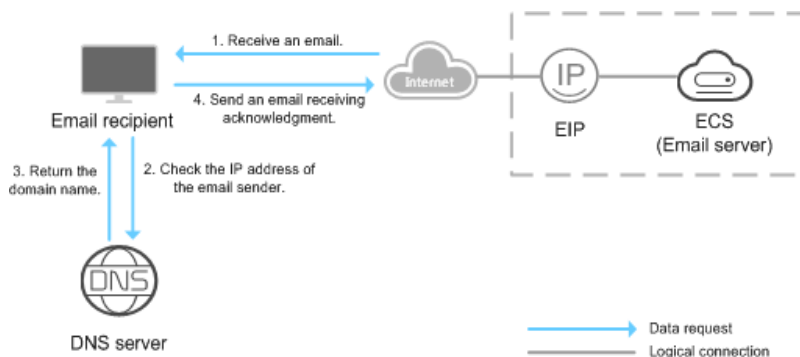 1. Receive an email.
Internet
IP
4. Send an email receiving
acknowledgment.
Email recipient
EIP
ECS
(Email server)
3. Return the
domain name.
2. Check the IP address of
the email sender.
DNS
DNS server
Data request
Logical connection